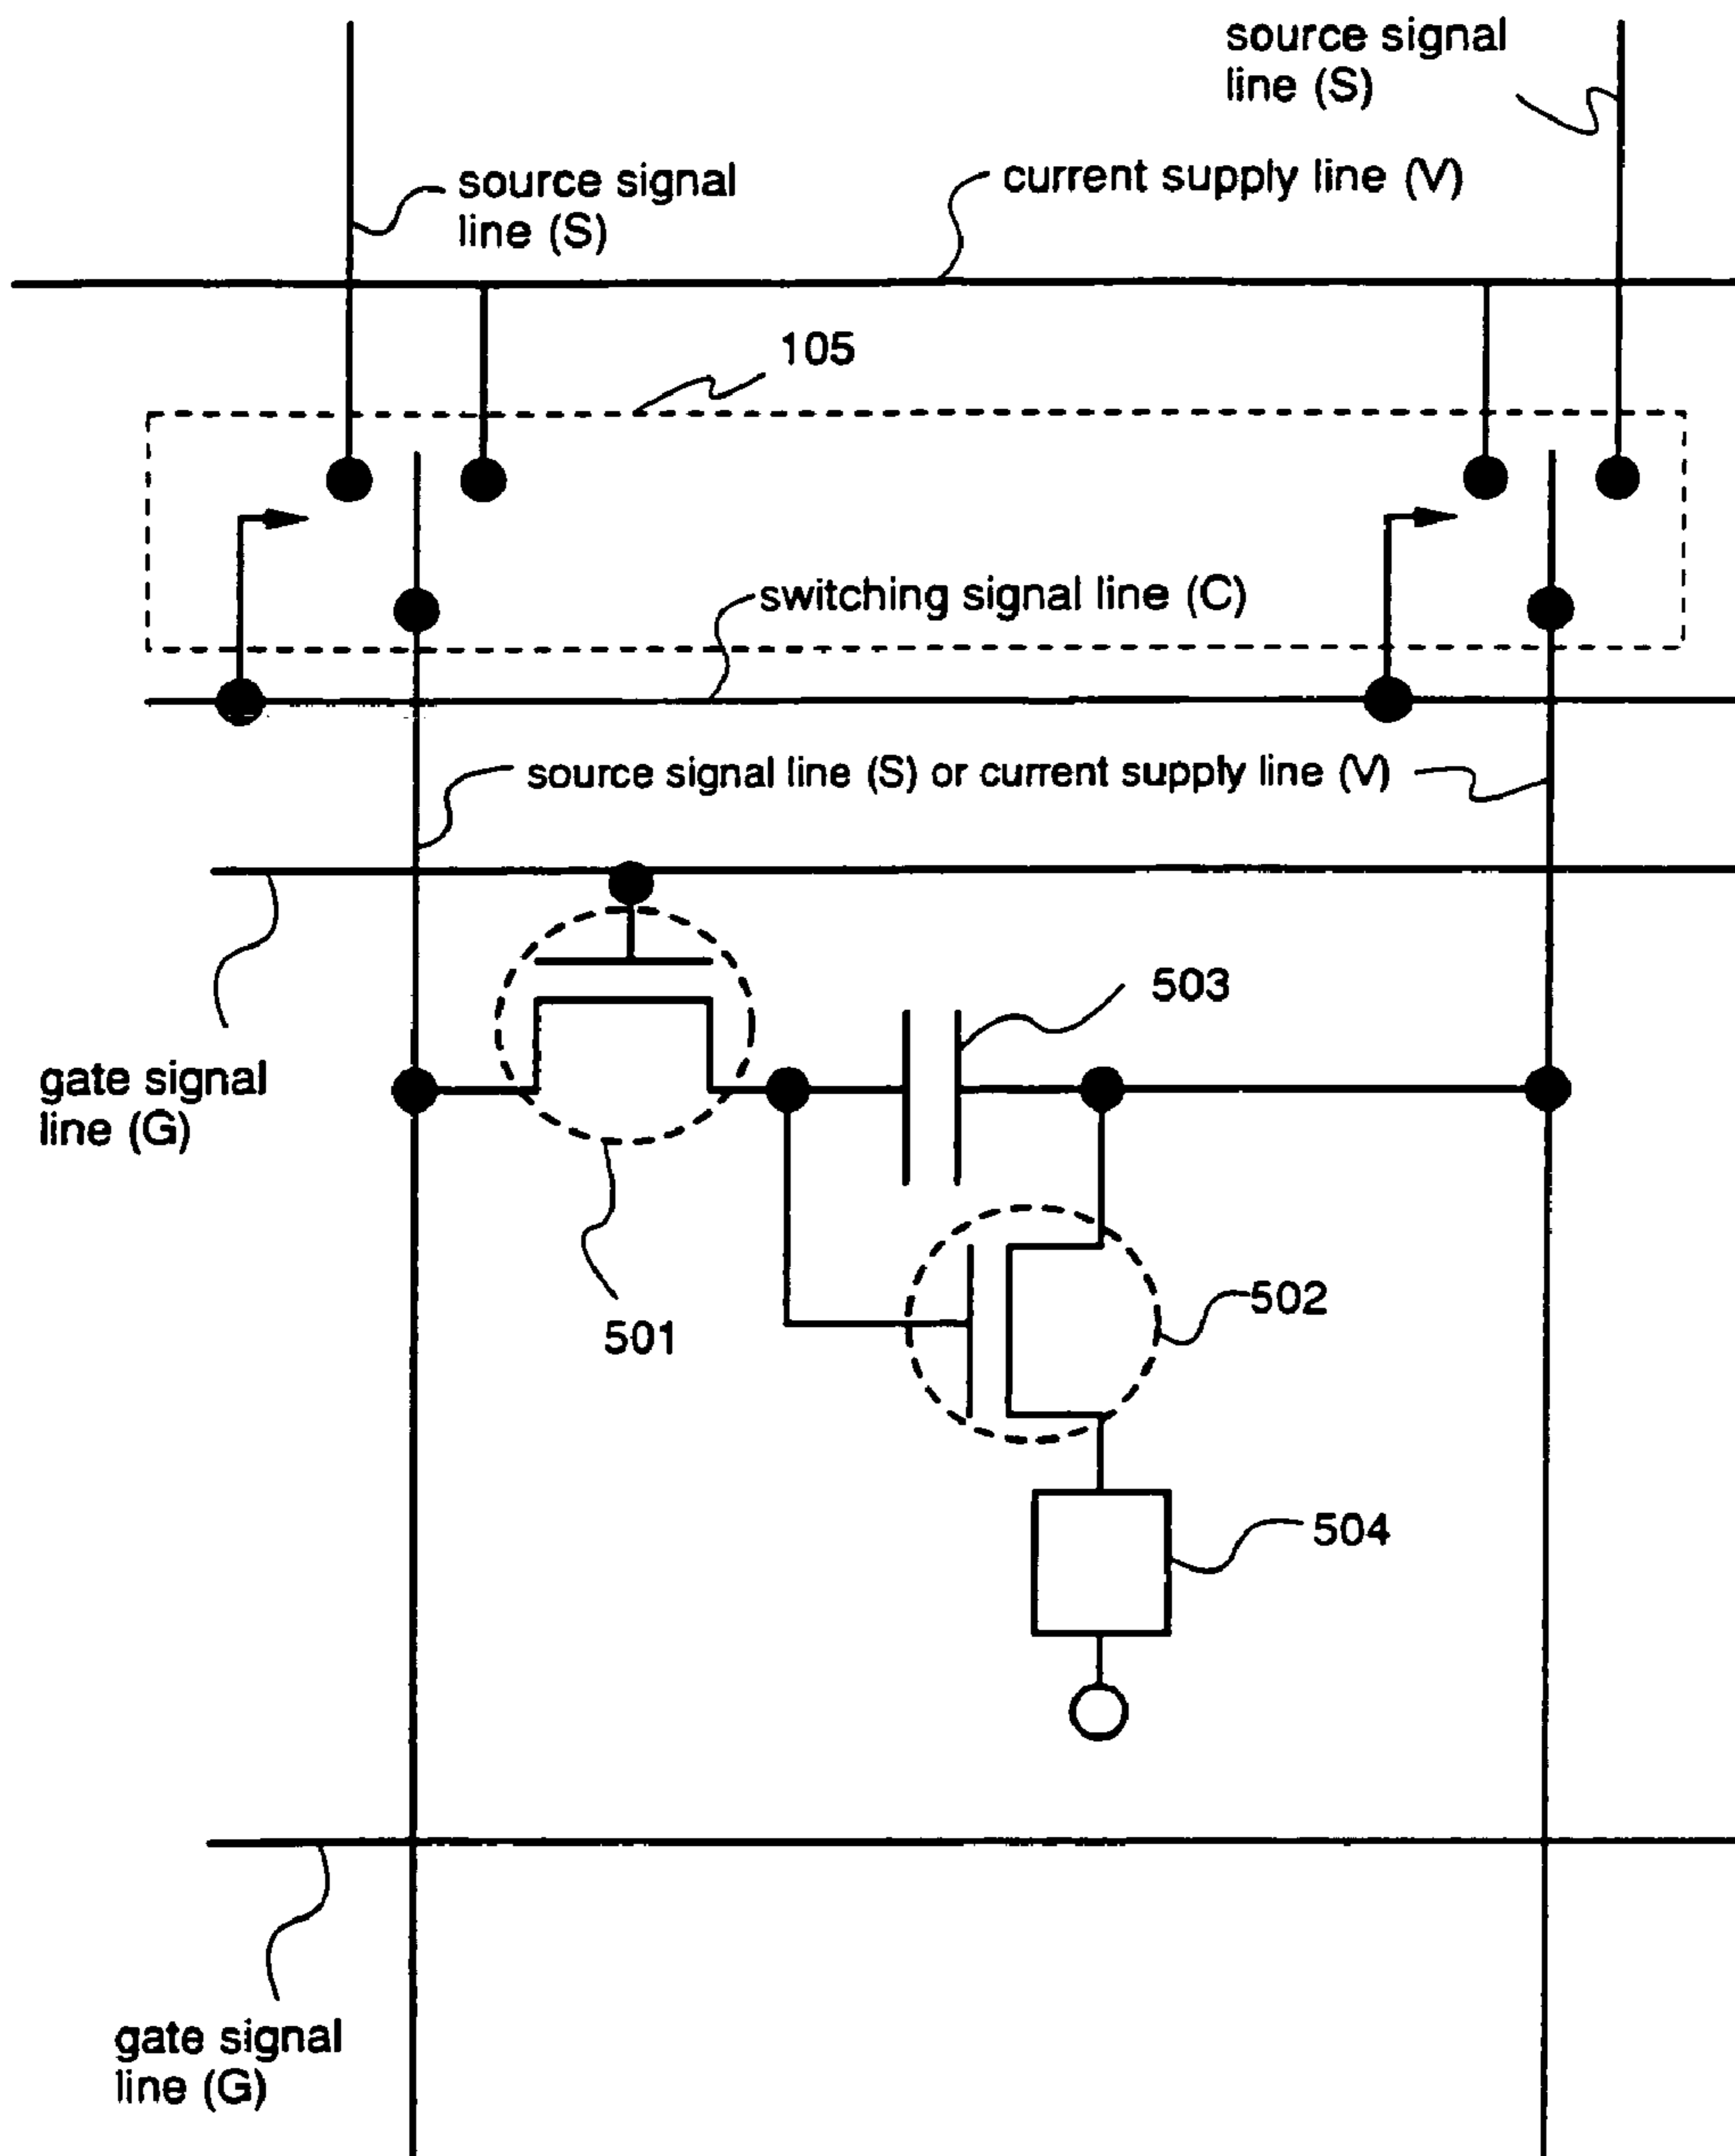 source signal
line (S)
source signal
line (S)
current supply line (V)
105
switching signal line (C)
source signal line (S) or current supply line (V)
503
gate signal
line (G)
502
501
504
gate signal
line (G)